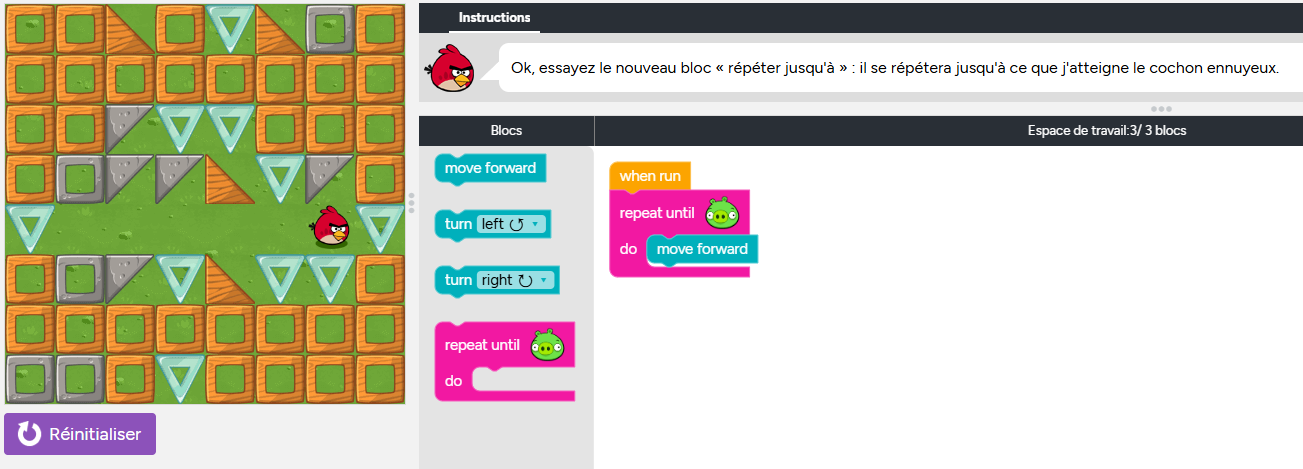 Instructions
Ok, essayez le nouveau bloc « répéter jusqu'à » : il se répétera jusqu'à ce que j'atteigne le cochon ennuyeux.
Blocs
Espace de travail:3/ 3 blocs
move forward
turn left
turn right
repeat until
do
when run
repeat until
do move forward
Réinitialiser